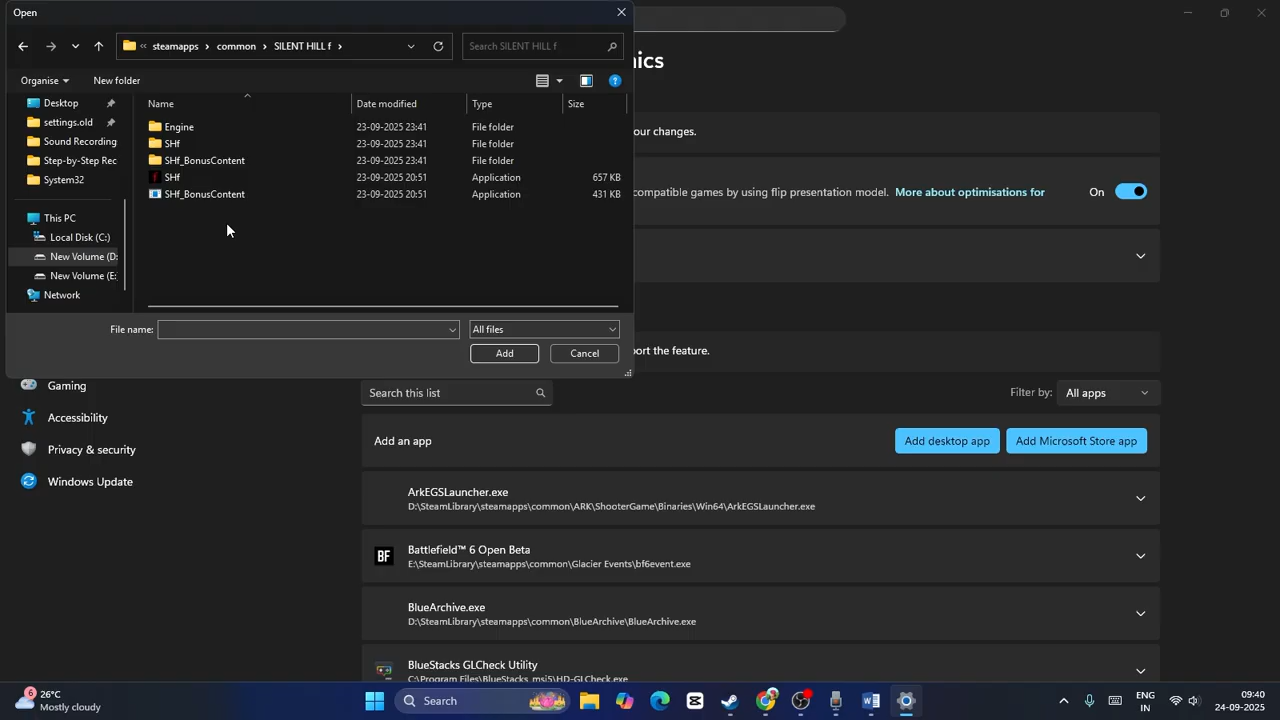 Open
steamapps > common > SILENT HILL f >
Search SILENT HILL f
Organise
New folder
Name
Date modified
Type
Size
Desktop
settings.old
Sound Recording
Step-by-Step Rec
System32
This PC
Local Disk (C:)
New Volume (D:
New Volume (E:
Network
Engine 23-09-2025 23:41 File folder
SHf 23-09-2025 23:41 File folder
SHf_BonusContent 23-09-2025 23:41 File folder
SHf 23-09-2025 20:51 Application 657 KB
SHf_BonusContent 23-09-2025 20:51 Application 431 KB
File name:
All files
Add
Cancel
ics
our changes.
compatible games by using flip presentation model. More about optimisations for
On
ort the feature.
Gaming
Accessibility
Privacy & security
Windows Update
Search this list
Filter by:
All apps
Add an app
Add desktop app
Add Microsoft Store app
ArkEGSLauncher.exe
D:\SteamLibrary\steamapps\common\ARK\ShooterGame\Binaries\Win64\ArkEGSLauncher.exe
BF
Battlefield™ 6 Open Beta
E:\SteamLibrary\steamapps\common\Glacier Events\bf6event.exe
BlueArchive.exe
D:\SteamLibrary\steamapps\common\BlueArchive\BlueArchive.exe
BlueStacks GLCheck Utility
C:\Program Files\BlueStacks_msi5\HD-GLCheck.exe
6
26°C
Mostly cloudy
Search
ENG
IN
09:40
24-09-2025